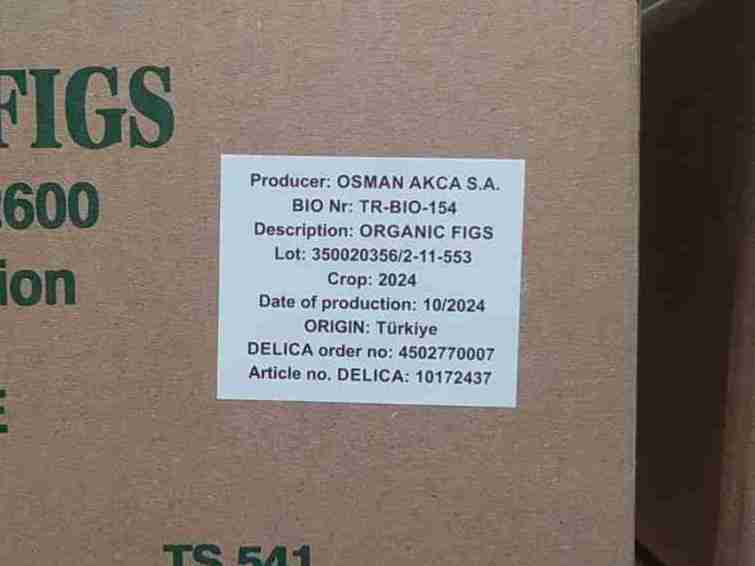 FIGS
600
ion
Producer: OSMAN AKCA S.A.
BIO Nr: TR-BIO-154
Description: ORGANIC FIGS
Lot: 350020356/2-11-553
Crop: 2024
Date of production: 10/2024
ORIGIN: Türkiye
DELICA order no: 4502770007
Article no. DELICA: 10172437
E
TS 541